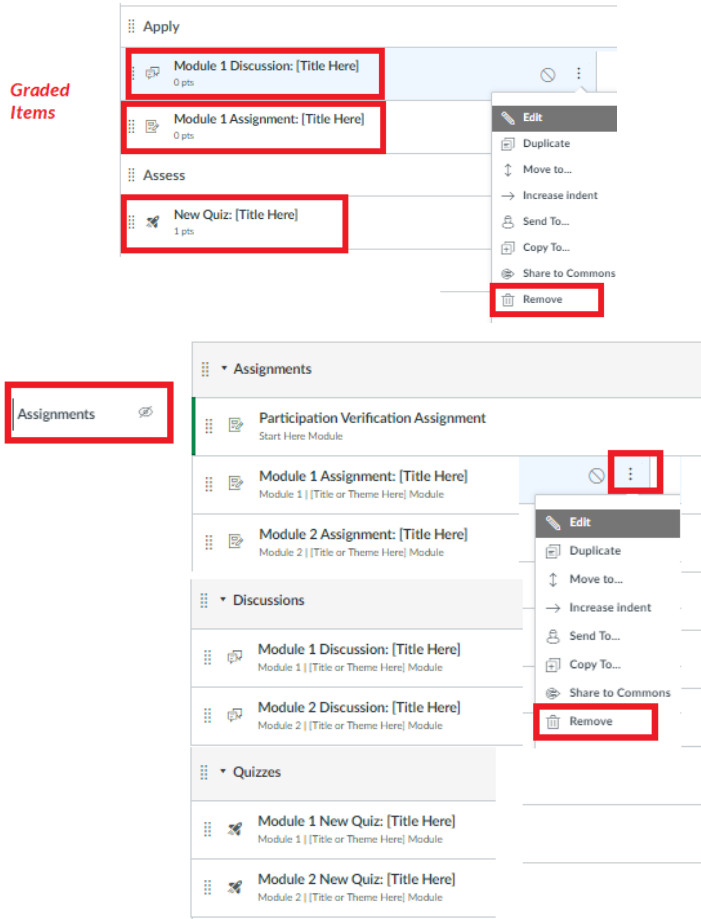 Apply
Graded
Items
Module 1 Discussion: [Title Here]
0 pts
Module 1 Assignment: [Title Here]
0 pts
Assess
New Quiz: [Title Here]
1 pts
Edit
Duplicate
Move to...
Increase indent
Send To...
Copy To...
Share to Commons
Remove
Assignments
Assignments
Participation Verification Assignment
Start Here Module
Module 1 Assignment: [Title Here]
Module 1 | [Title or Theme Here] Module
Module 2 Assignment: [Title Here]
Module 2 | [Title or Theme Here] Module
Discussions
Module 1 Discussion: [Title Here]
Module 1 | [Title or Theme Here] Module
Module 2 Discussion: [Title Here]
Module 2 | [Title or Theme Here] Module
Edit
Duplicate
Move to...
Increase indent
Send To...
Copy To...
Share to Commons
Remove
Quizzes
Module 1 New Quiz: [Title Here]
Module 1 | [Title or Theme Here] Module
Module 2 New Quiz: [Title Here]
Module 2 | [Title or Theme Here] Module